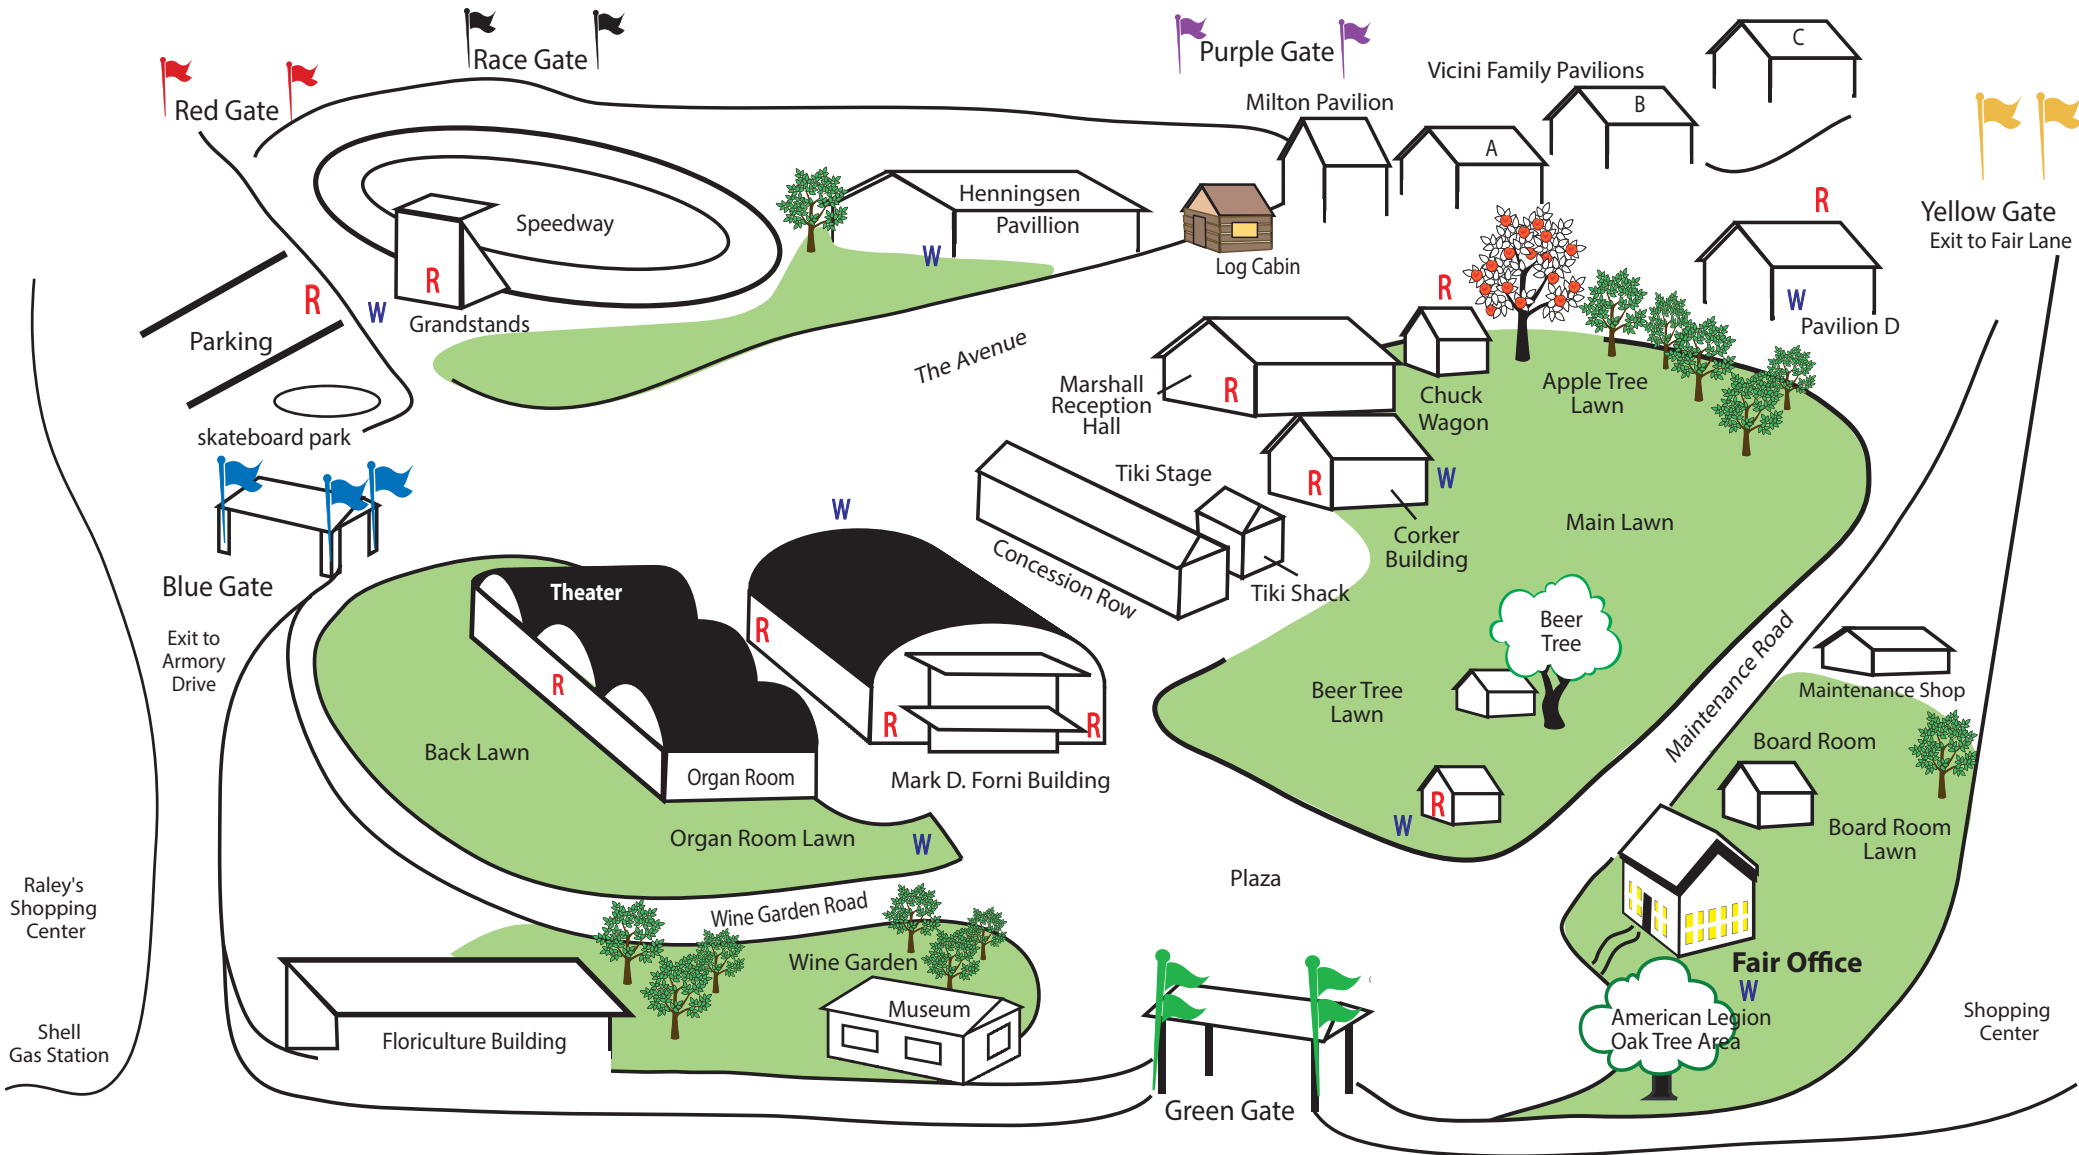 Race Gate
Purple Gate
C
Vicini Family Pavilions
Red Gate
Milton Pavilion
B
A
R
Yellow Gate
Exit to Fair Lane
Henningsen
Pavillion
W
Speedway
Log Cabin
R
R
W
Grandstands
Parking
R
W
Pavilion D
The Avenue
Marshall
Reception
Hall
R
Chuck
Wagon
Apple Tree
Lawn
skateboard park
Tiki Stage
R
W
Corker
Building
Main Lawn
W
Concession Row
Tiki Shack
Blue Gate
Theater
Beer
Tree
Exit to
Armory
Drive
R
R
R
R
Beer Tree
Lawn
Maintenance Road
Maintenance Shop
Back Lawn
Organ Room
Mark D. Forni Building
Board Room
R
W
Organ Room Lawn
W
Board Room
Lawn
Plaza
Raley's
Shopping
Center
Wine Garden Road
Wine Garden
Fair Office
W
Museum
Floriculture Building
American Legion
Oak Tree Area
Shopping
Center
Shell
Gas Station
Green Gate